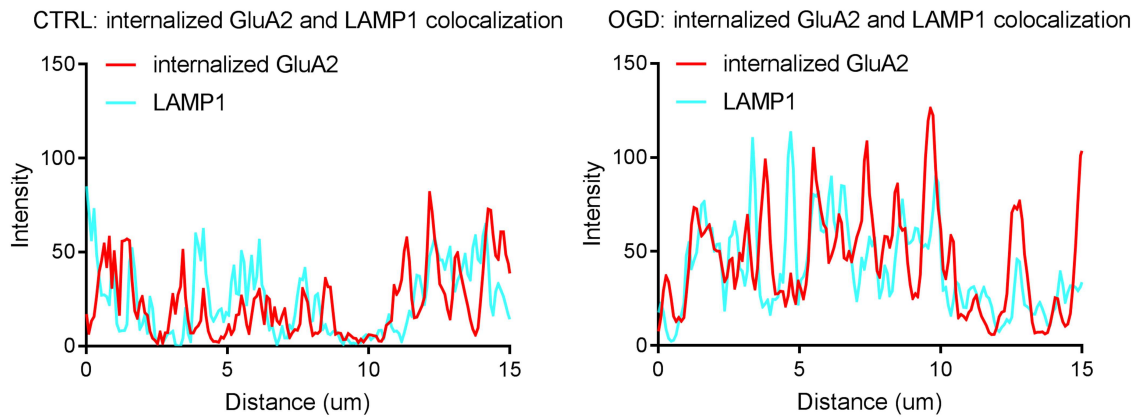 CTRL: internalized GluA2 and LAMP1 colocalization
internalized GluA2
LAMP1
150
100
50
0
Intensity
0 5 10 15
Distance (um)
OGD: internalized GluA2 and LAMP1 colocalization
internalized GluA2
LAMP1
150
100
50
0
Intensity
0 5 10 15
Distance (um)